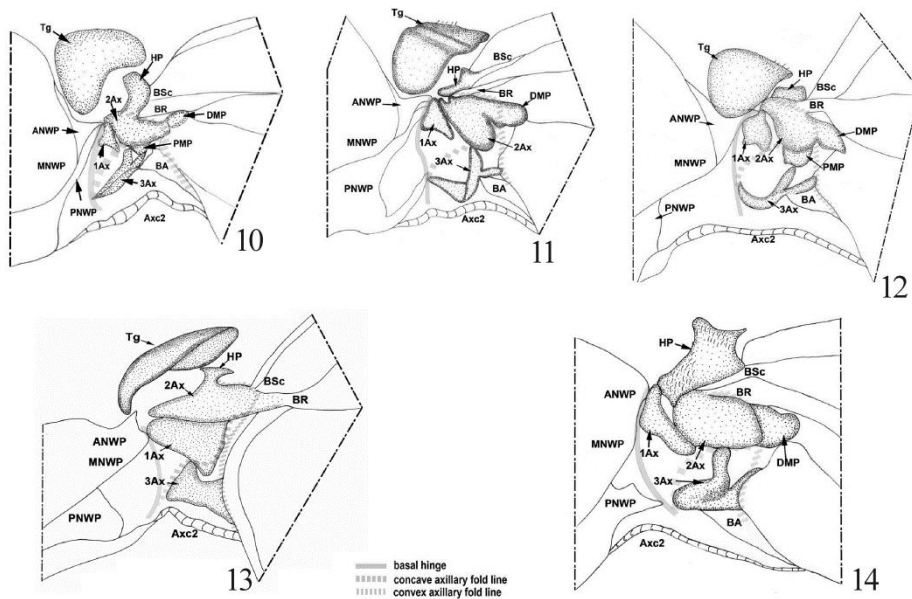 Tg
HP
BSc
2Ax
BR
DMP
ANWP
PMP
MNWP
1Ax
BA
3Ax
PNWP
Axc2
10
Tg
BSc
HP
BR
DMP
ANWP
1Ax
2Ax
MNWP
3Ax
PNWP
BA
Axc2
11
Tg
HP
BSc
BR
ANWP
DMP
1Ax 2Ax
MNWP
PMP
BA
3Ax
PNWP
Axc2
12
Tg
HP
2Ax
BSc
BR
ANWP
1Ax
MNWP
3Ax
PNWP
Axc2
13
HP
BSc
ANWP
BR
1Ax
MNWP
2Ax
DMP
3Ax
PNWP
BA
Axc2
14
basal hinge
concave axillary fold line
convex axillary fold line